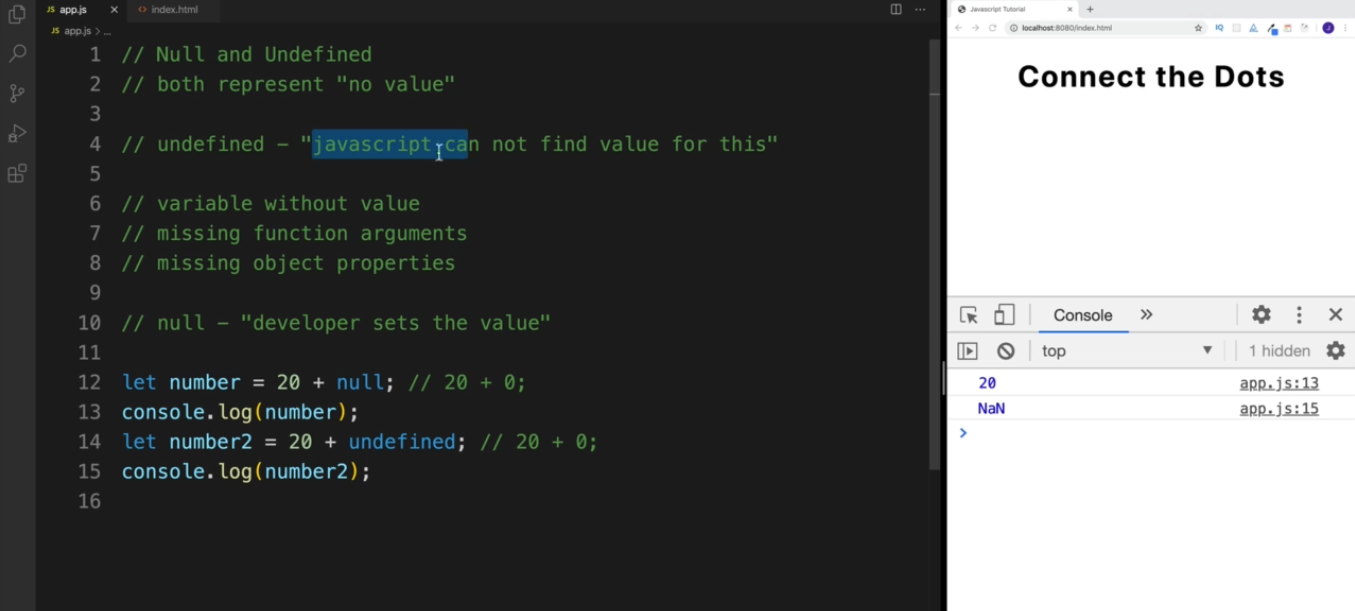 JS app.js × <> index.html ...
JS app.js > ...
1 // Null and Undefined
2 // both represent "no value"
3
4 // undefined – "javascript can not find value for this"
5
6 // variable without value
7 // missing function arguments
8 // missing object properties
9
10 // null – "developer sets the value"
11
12 let number = 20 + null; // 20 + 0;
13 console.log(number);
14 let number2 = 20 + undefined; // 20 + 0;
15 console.log(number2);
16
Javascript Tutorial × +
localhost:8080/index.html IQ J
Connect the Dots
Console »
top ▼ 1 hidden
20 app.js:13
NaN app.js:15
>